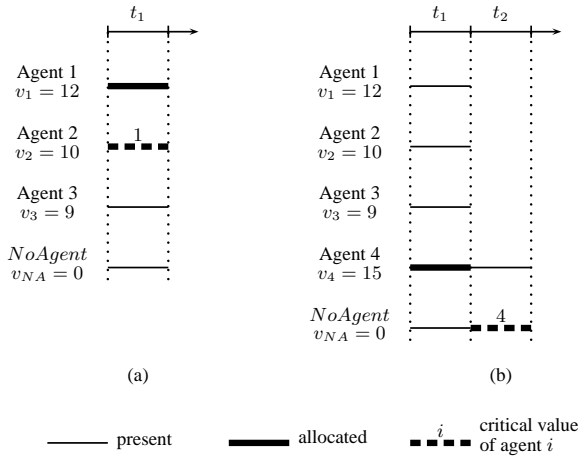 t₁
Agent 1
v₁ = 12
Agent 2
v₂ = 10
1
Agent 3
v₃ = 9
NoAgent
v_NA = 0
(a)
t₁ t₂
Agent 1
v₁ = 12
Agent 2
v₂ = 10
Agent 3
v₃ = 9
Agent 4
v₄ = 15
NoAgent
v_NA = 0
4
(b)
present
allocated
i
critical value
of agent i